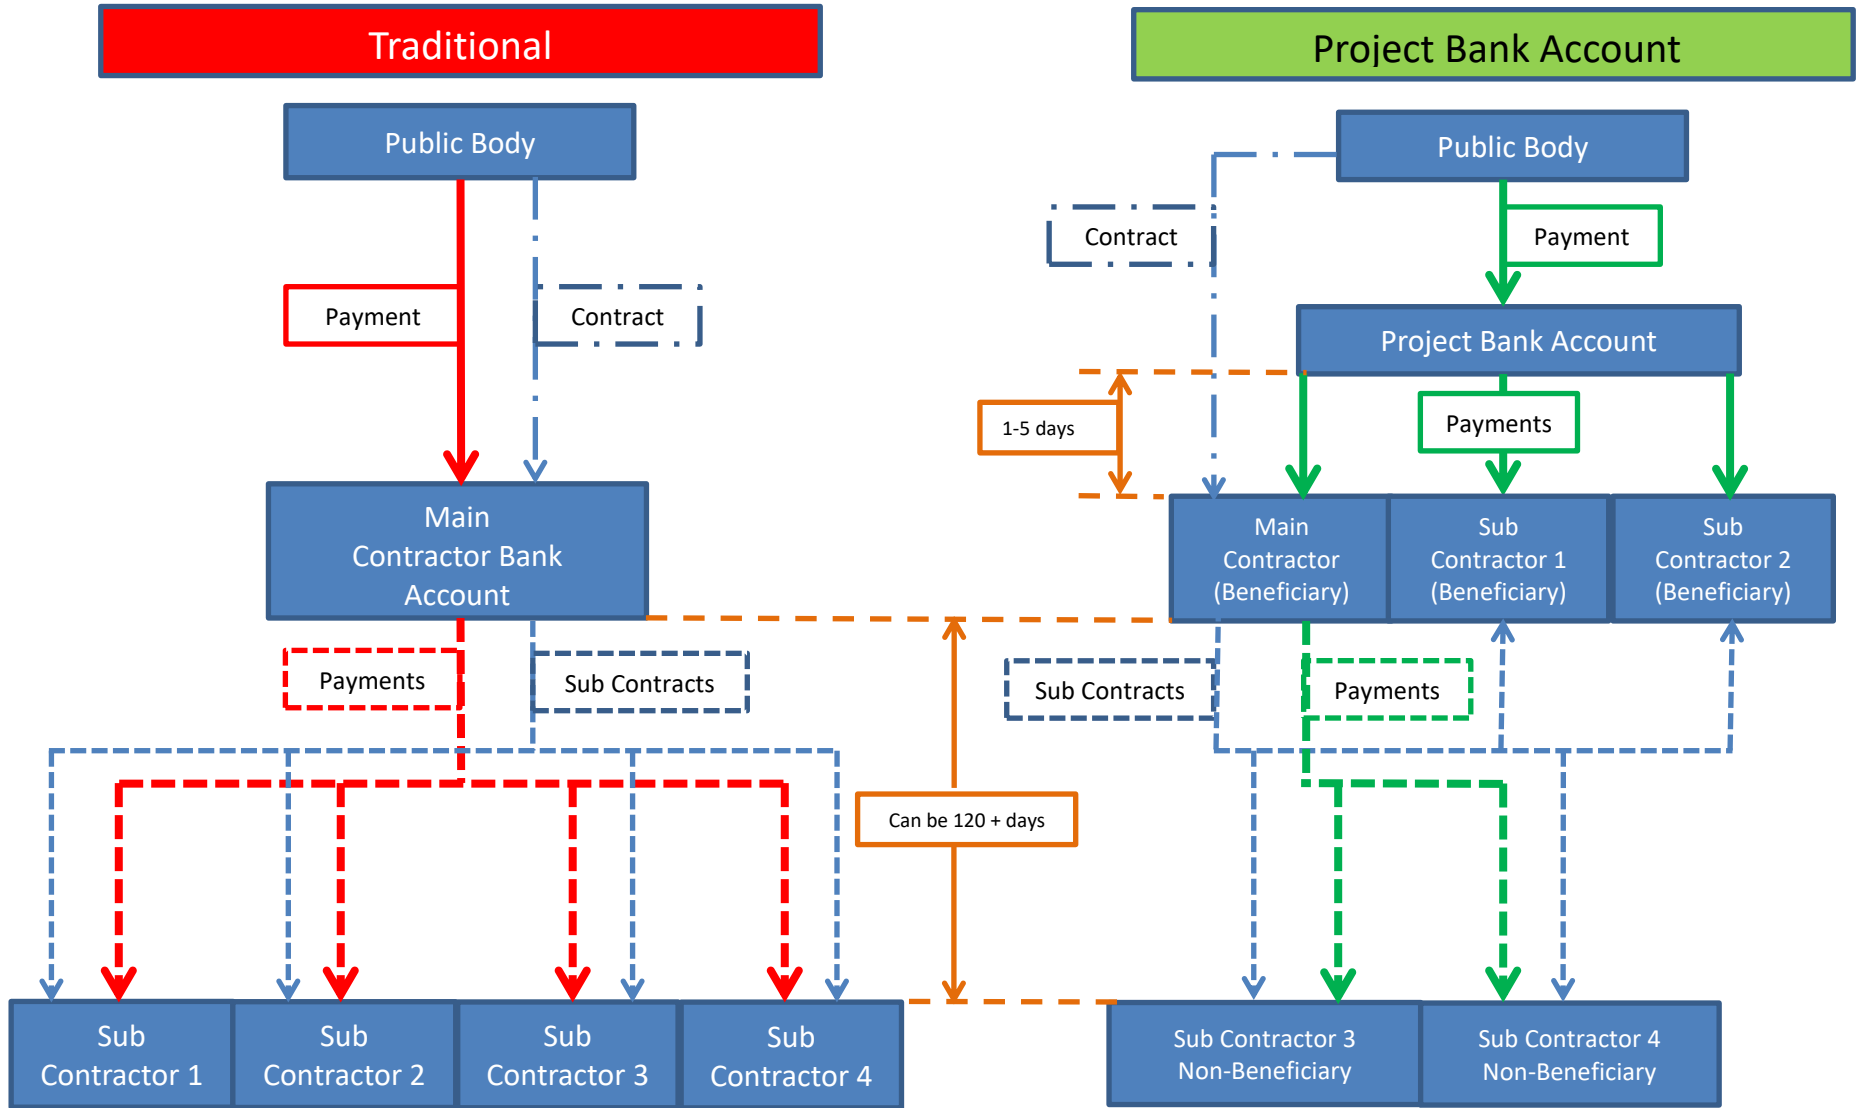 Traditional
Public Body
Payment
Contract
Main
Contractor Bank
Account
Payments
Sub Contracts
Sub
Contractor 1
Sub
Contractor 2
Sub
Contractor 3
Sub
Contractor 4
Can be 120 + days
Project Bank Account
Public Body
Contract
Payment
Project Bank Account
1-5 days
Payments
Main
Contractor
(Beneficiary)
Sub
Contractor 1
(Beneficiary)
Sub
Contractor 2
(Beneficiary)
Sub Contracts
Payments
Sub Contractor 3
Non-Beneficiary
Sub Contractor 4
Non-Beneficiary